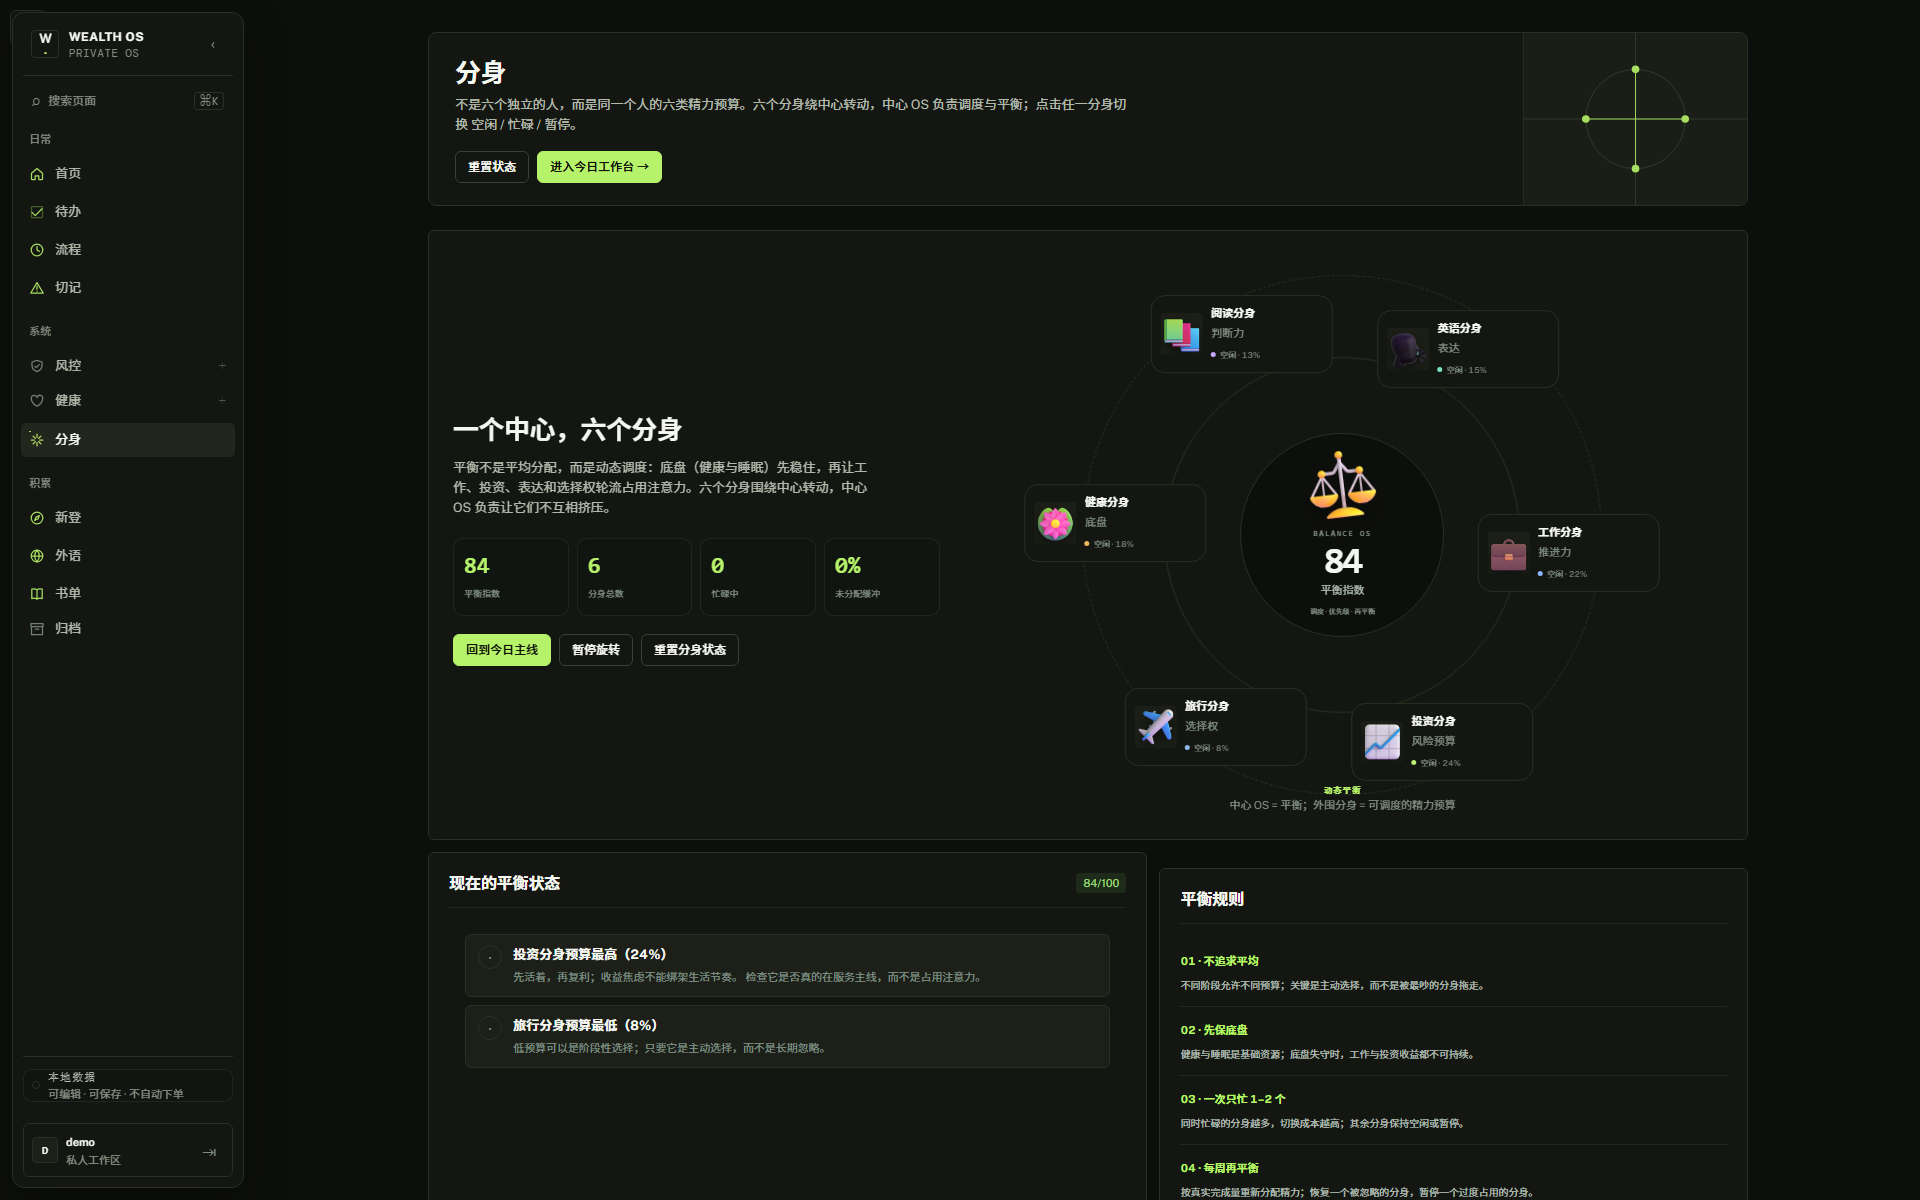 W
WEALTH OS
PRIVATE OS
‹
搜索页面
⌘K
日常
首页
待办
流程
切记
系统
风控
+
健康
+
分身
积累
新登
外语
书单
归档
本地数据
可编辑 · 可保存 · 不自动下单
D
demo
私人工作区
分身
不是六个独立的人，而是同一个人的六类精力预算。六个分身绕中心转动，中心 OS 负责调度与平衡；点击任一分身切
换 空闲 / 忙碌 / 暂停。
重置状态
进入今日工作台 →
一个中心，六个分身
平衡不是平均分配，而是动态调度：底盘（健康与睡眠）先稳住，再让工
作、投资、表达和选择权轮流占用注意力。六个分身围绕中心转动，中心
OS 负责让它们不互相挤压。
84
平衡指数
6
分身总数
0
忙碌中
0%
未分配缓冲
回到今日主线
暂停旋转
重置分身状态
阅读分身
判断力
空闲 · 13%
英语分身
表达
空闲 · 15%
健康分身
底盘
空闲 · 18%
BALANCE OS
84
平衡指数
调度 · 优先级 · 再平衡
工作分身
推进力
空闲 · 22%
旅行分身
选择权
空闲 · 8%
投资分身
风险预算
空闲 · 24%
动态平衡
中心 OS = 平衡；外围分身 = 可调度的精力预算
现在的平衡状态
84/100
投资分身预算最高（24%）
先活着，再复利；收益焦虑不能绑架生活节奏。 检查它是否真的在服务主线，而不是占用注意力。
旅行分身预算最低（8%）
低预算可以是阶段性选择；只要它是主动选择，而不是长期忽略。
平衡规则
01 · 不追求平均
不同阶段允许不同预算；关键是主动选择，而不是被最吵的分身拖走。
02 · 先保底盘
健康与睡眠是基础资源；底盘失守时，工作与投资收益都不可持续。
03 · 一次只忙 1–2 个
同时忙碌的分身越多，切换成本越高；其余分身保持空闲或暂停。
04 · 每周再平衡
按真实完成量重新分配精力；恢复一个被忽略的分身，暂停一个过度占用的分身。